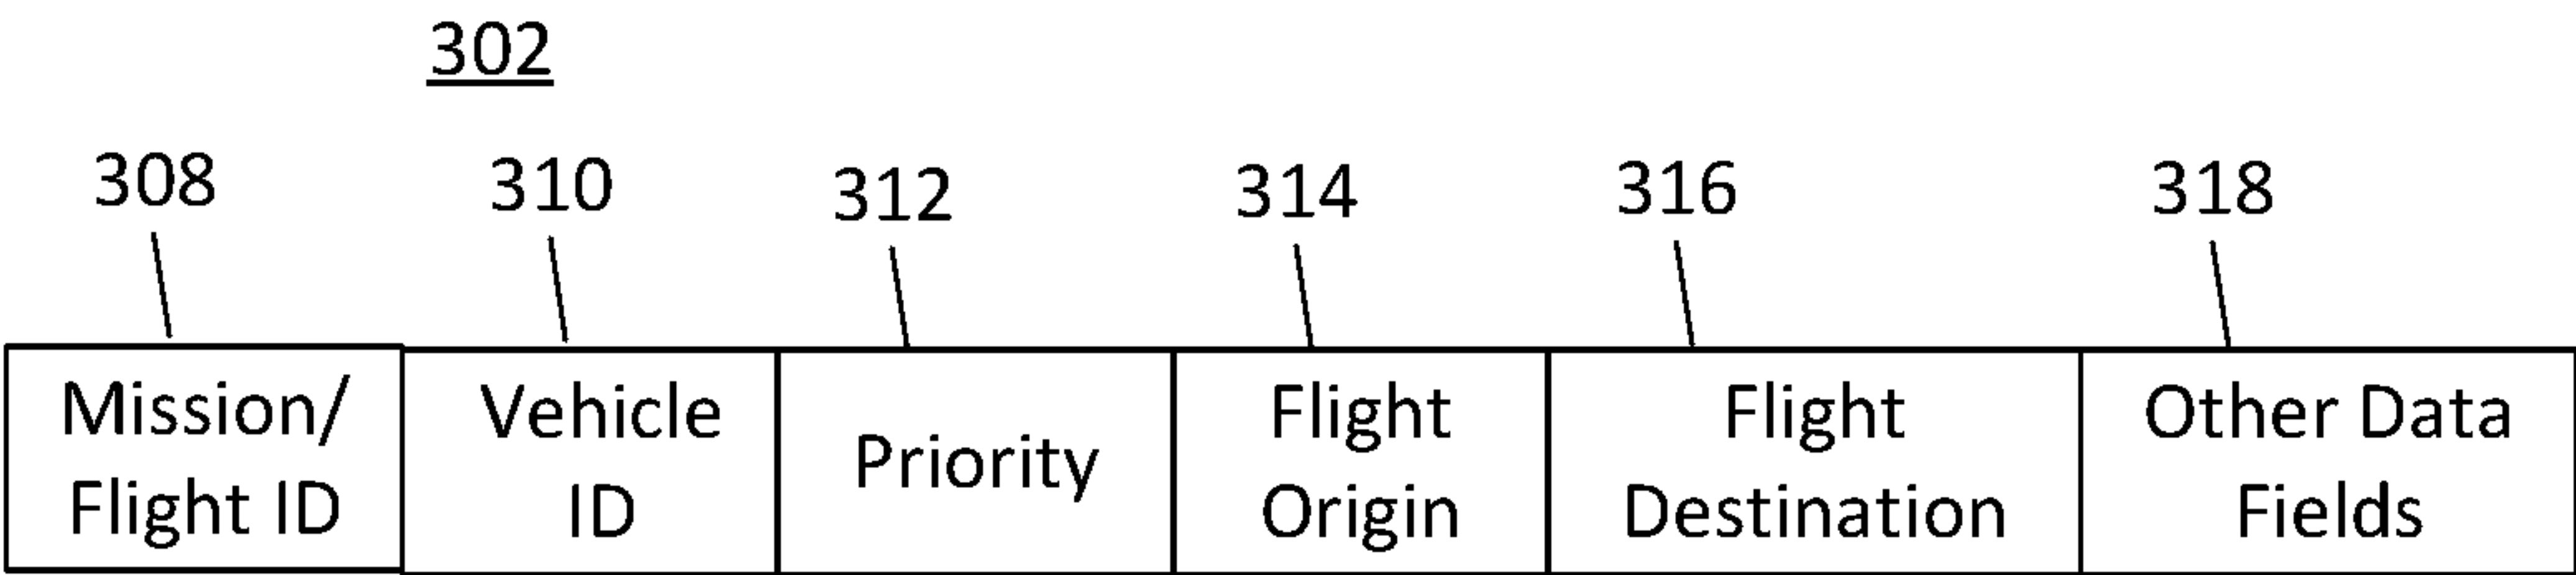 302
308 310 312 314 316 318
Mission/ Vehicle Priority Flight Flight Other Data
Flight ID ID Origin Destination Fields